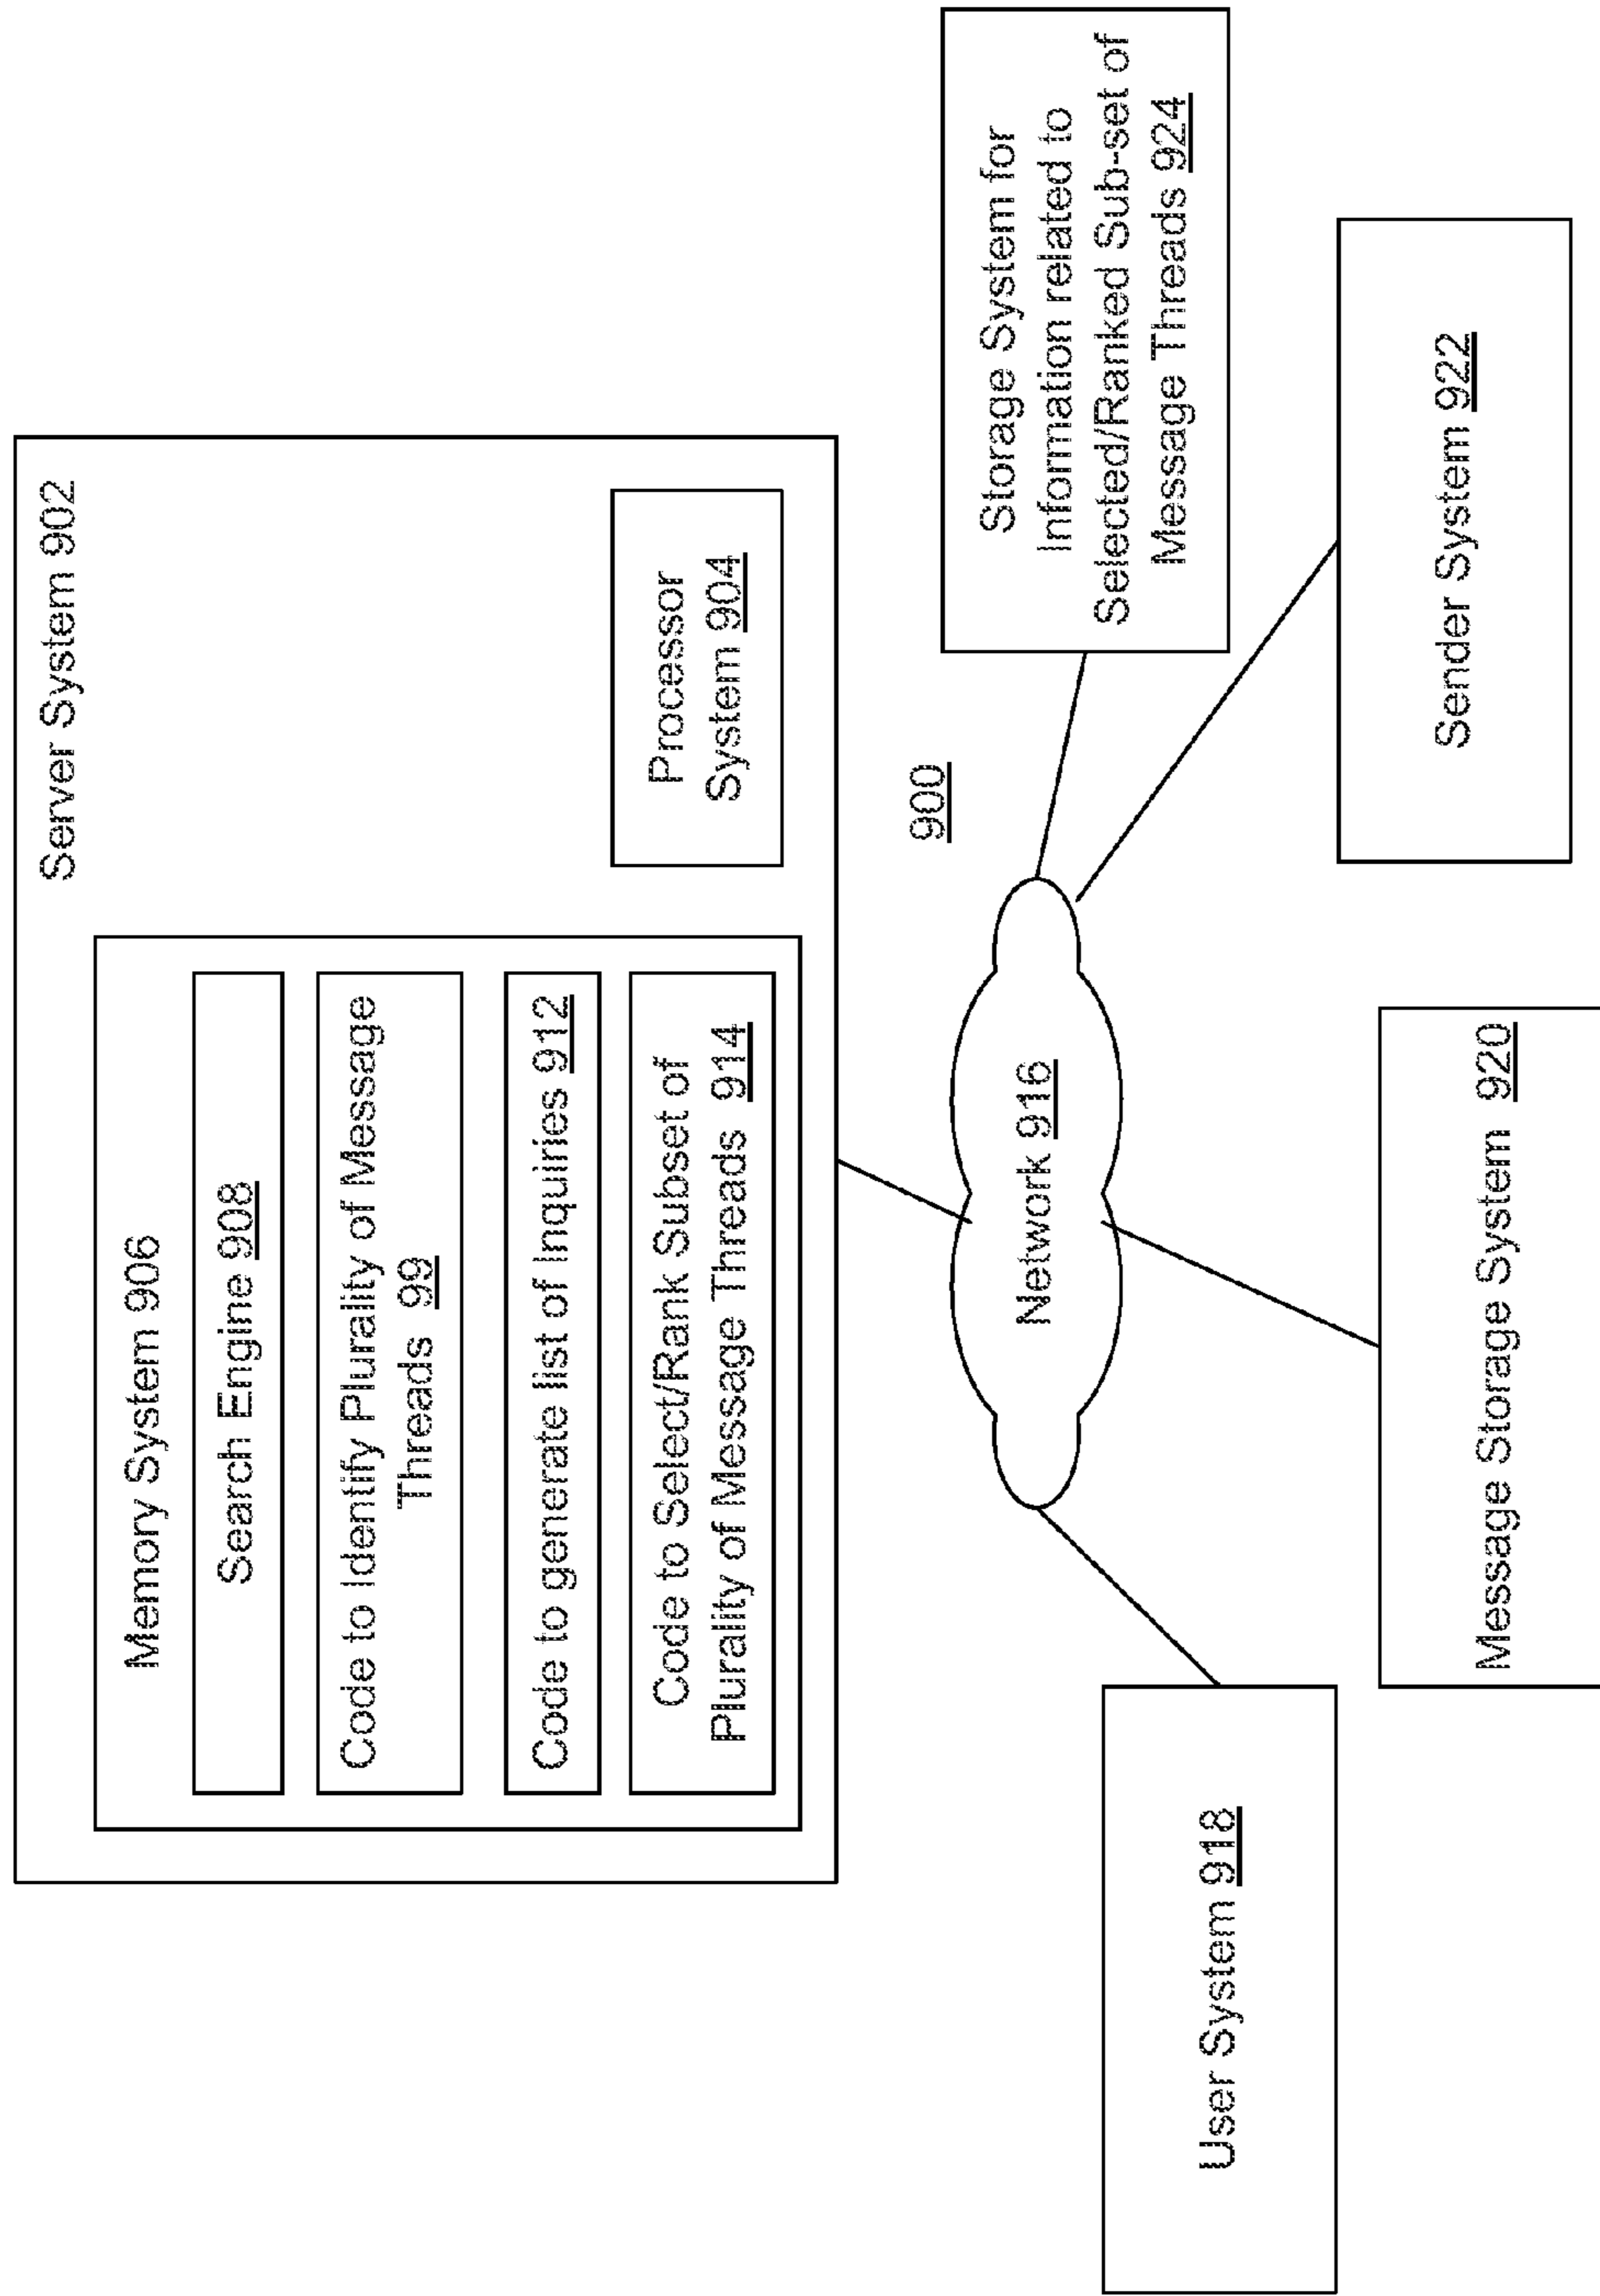 Server System 902
Memory System 906
Search Engine 908
Code to Identify Plurality of Message
Threads 99
Code to generate list of Inquiries 912
Code to Select/Rank Subset of
Plurality of Message Threads 914
Processor
System 904
900
Network 916
User System 918
Message Storage System 920
Sender System 922
Storage System for
Information related to
Selected/Ranked Sub-set of
Message Threads 924